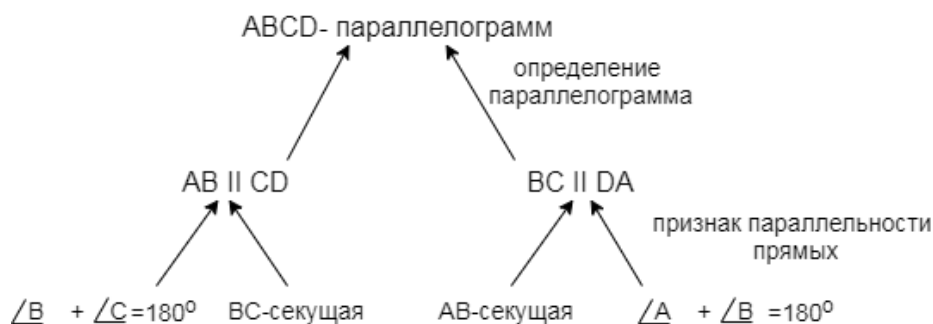 ABCD- параллелограмм
определение
параллелограмма
AB II CD
BC II DA
признак параллельности
прямых
∠B + ∠C=180⁰
BC-секущая
AB-секущая
∠A + ∠B =180⁰